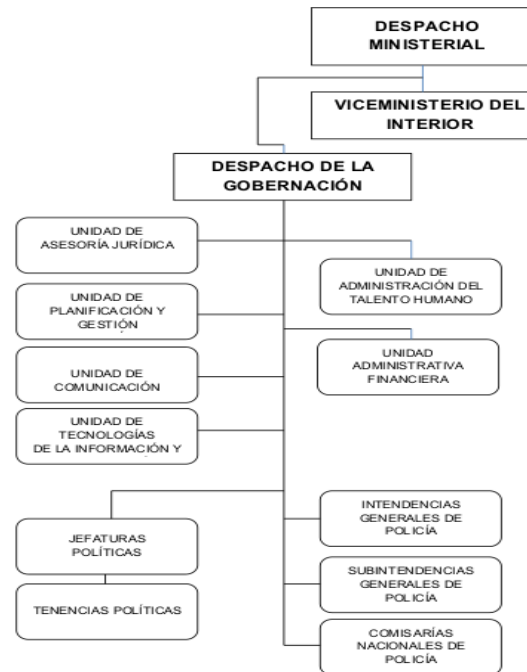 DESPACHO
MINISTERIAL
VICEMINISTERIO DEL
INTERIOR
DESPACHO DE LA
GOBERNACIÓN
UNIDAD DE
ASESORÍA JURÍDICA
UNIDAD DE
ADMINISTRACIÓN DEL
TALENTO HUMANO
UNIDAD DE
PLANIFICACIÓN Y
GESTIÓN
UNIDAD
ADMINISTRATIVA
FINANCIERA
UNIDAD DE
COMUNICACIÓN
UNIDAD DE
TECNOLOGÍAS
DE LA INFORMACIÓN Y
JEFATURAS
POLÍTICAS
TENENCIAS POLÍTICAS
INTENDENCIAS
GENERALES DE
POLICÍA
SUBINTENDENCIAS
GENERALES DE
POLICÍA
COMISARÍAS
NACIONALES DE
POLICÍA